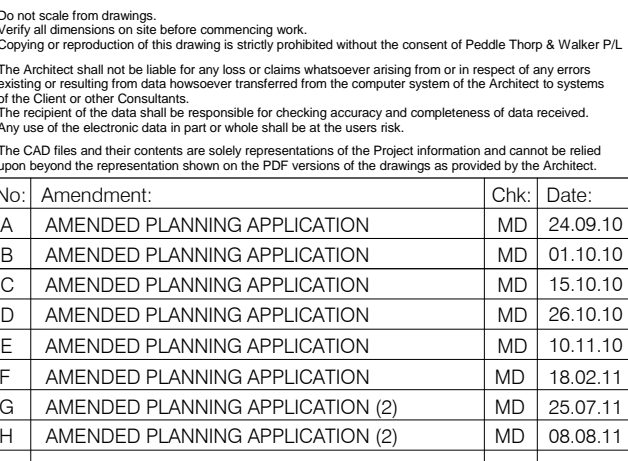 Do not scale from drawings.
Verify all dimensions on site before commencing work.
Copying or reproduction of this drawing is strictly prohibited without the consent of Peddle Thorp & Walker P/L
The Architect shall not be liable for any loss or claims whatsoever arising from or in respect of any errors
existing or resulting from data howsoever transferred from the computer system of the Architect to systems
of the Client or other Consultants.
The recipient of the data shall be responsible for checking accuracy and completeness of data received.
Any use of the electronic data in part or whole shall be at the users risk.
The CAD files and their contents are solely representations of the Project information and cannot be relied
upon beyond the representation shown on the PDF versions of the drawings as provided by the Architect.
No: Amendment: Chk: Date:
A AMENDED PLANNING APPLICATION MD 24.09.10
B AMENDED PLANNING APPLICATION MD 01.10.10
C AMENDED PLANNING APPLICATION MD 15.10.10
D AMENDED PLANNING APPLICATION MD 26.10.10
E AMENDED PLANNING APPLICATION MD 10.11.10
F AMENDED PLANNING APPLICATION MD 18.02.11
G AMENDED PLANNING APPLICATION (2) MD 25.07.11
H AMENDED PLANNING APPLICATION (2) MD 08.08.11